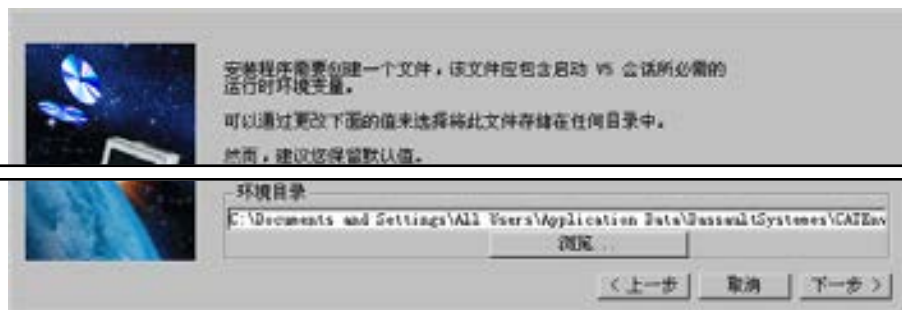 安装程序需要创建一个文件，该文件应包含启动 V5 会话所必需的
运行时环境变量。
可以通过更改下面的值来选择将此文件存储在任何目录中。
然而，建议您保留默认值。
环境目录
C:\Documents and Settings\All Users\Application Data\DassaultSystemes\CATEnv
浏览...
< 上一步
取消
下一步 >